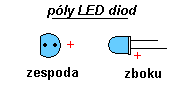 póly LED diod
+
+
zespoda zboku